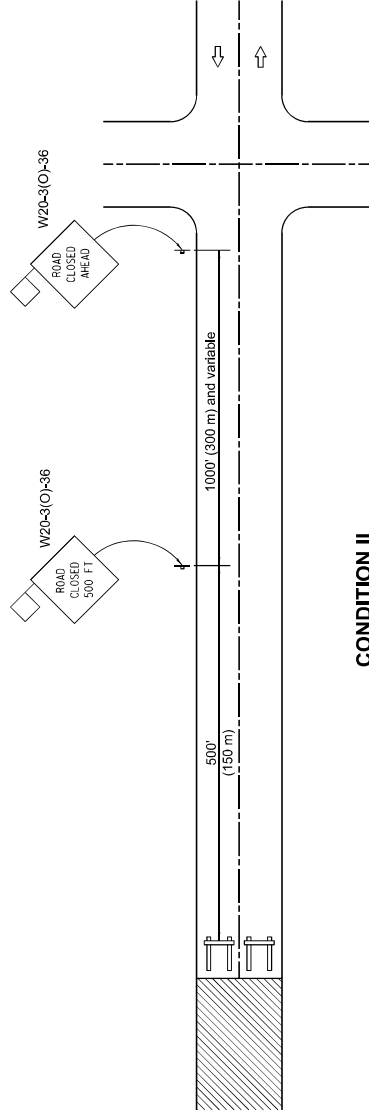 W20-3(O)-36
ROAD
CLOSED
AHEAD
1000' (300 m) and variable
W20-3(O)-36
ROAD
CLOSED
500 FT
500'
(150 m)
CONDITION II